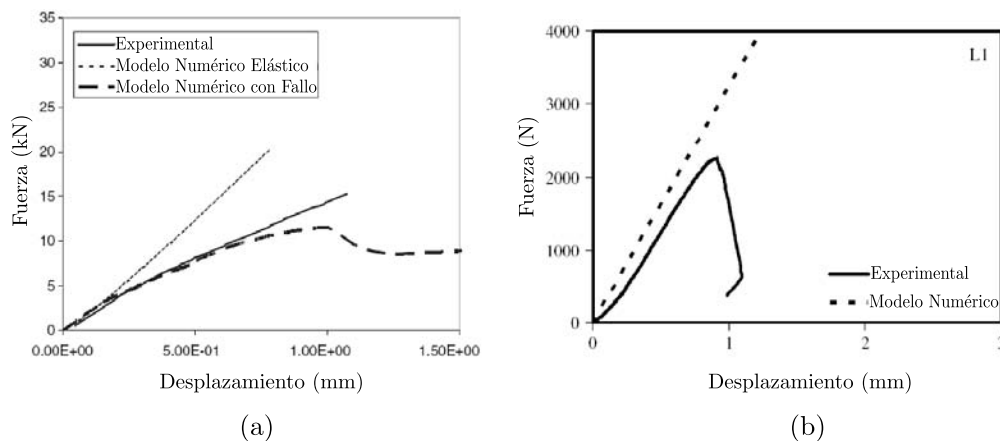 35
30
25
20
15
10
5
0
Fuerza (kN)
Experimental
Modelo Numérico Elástico
Modelo Numérico con Fallo
0.00E+00 5.00E-01 1.00E+00 1.50E+00
Desplazamiento (mm)
(a)
4000
3000
2000
1000
0
Fuerza (N)
L1
Experimental
Modelo Numérico
0 1 2 3
Desplazamiento (mm)
(b)